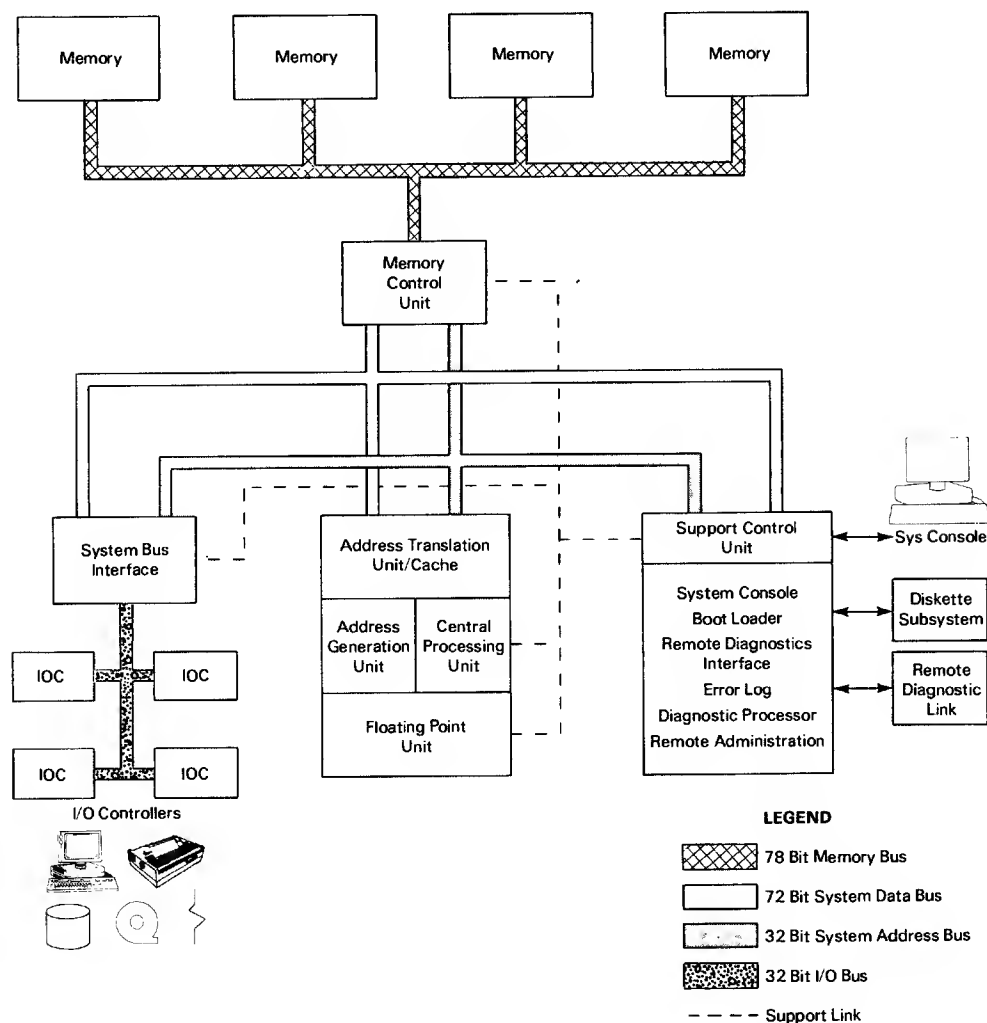 Memory
Memory
Memory
Memory
Memory
Control
Unit
System Bus
Interface
Address Translation
Unit/Cache
Address
Generation
Unit
Central
Processing
Unit
Floating Point
Unit
Support Control
Unit
System Console
Boot Loader
Remote Diagnostics
Interface
Error Log
Diagnostic Processor
Remote Administration
Sys Console
Diskette
Subsystem
Remote
Diagnostic
Link
IOC
IOC
IOC
IOC
I/O Controllers
LEGEND
78 Bit Memory Bus
72 Bit System Data Bus
32 Bit System Address Bus
32 Bit I/O Bus
Support Link